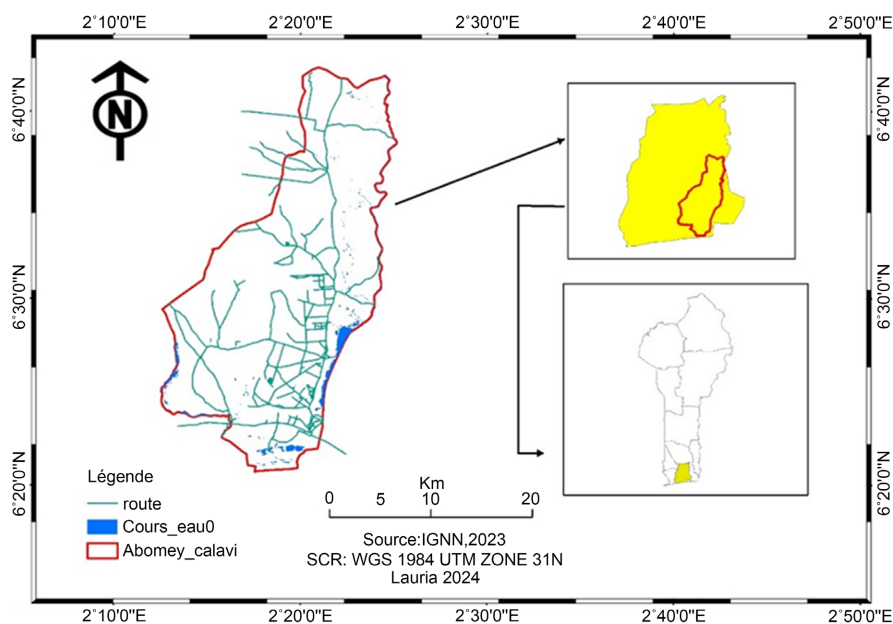 2°10'0"E 2°20'0"E 2°30'0"E 2°40'0"E 2°50'0"E
6°40'0"N 6°40'0"N
N
6°30'0"N 6°30'0"N
6°20'0"N 6°20'0"N
Légende
route
Cours_eau0
Abomey_calavi
Km
0 5 10 20
Source:IGNN,2023
SCR: WGS 1984 UTM ZONE 31N
Lauria 2024
2°10'0"E 2°20'0"E 2°30'0"E 2°40'0"E 2°50'0"E